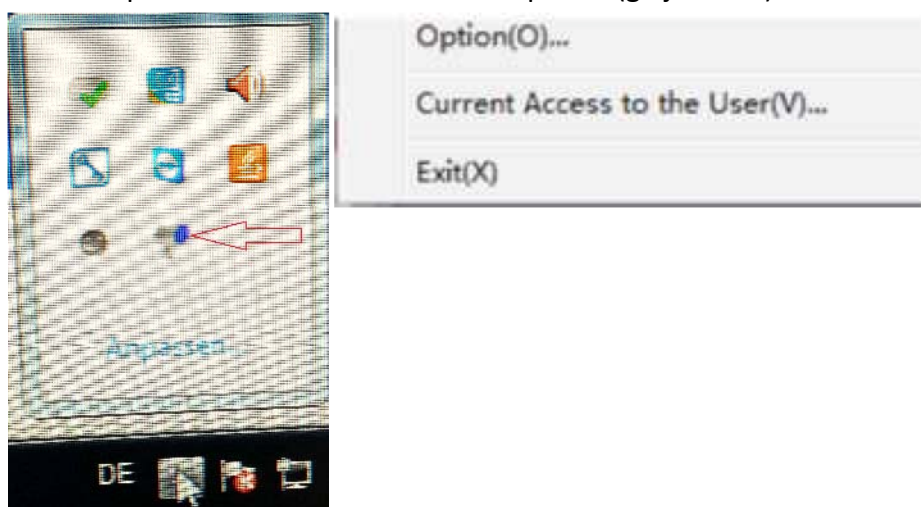 Option(O)...
Current Access to the User(V)...
Exit(X)
Anpassen...
DE